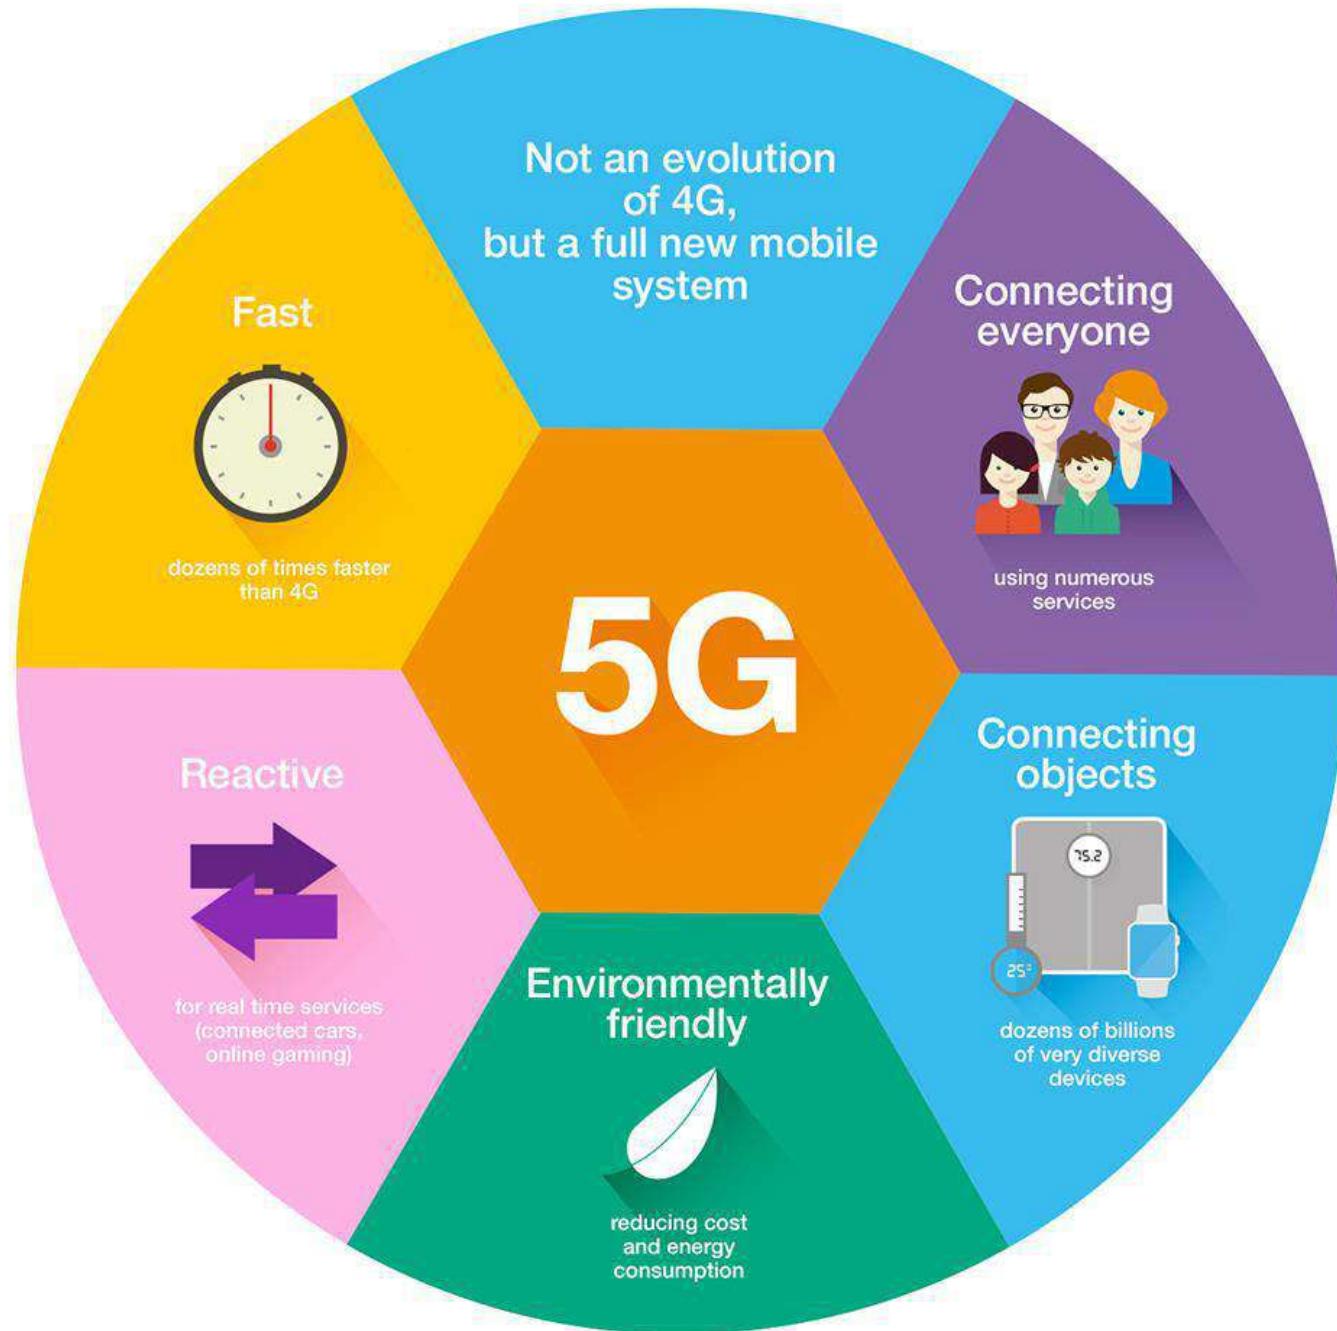 Not an evolution
of 4G,
but a full new mobile
system
Connecting
everyone
using numerous
services
Connecting
objects
75.2
25°
dozens of billions
of very diverse
devices
Environmentally
friendly
reducing cost
and energy
consumption
Reactive
for real time services
(connected cars,
online gaming)
Fast
dozens of times faster
than 4G
5G